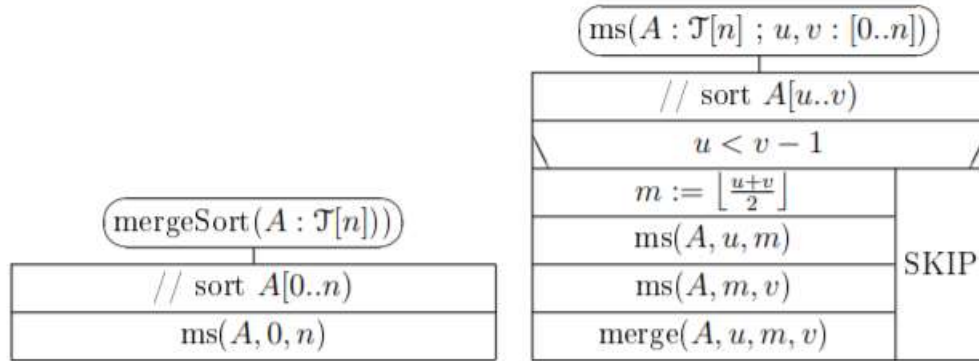 mergeSort(A : 𝒯[n]))
// sort A[0..n)
ms(A, 0, n)
ms(A : 𝒯[n] ; u, v : [0..n])
// sort A[u..v)
u < v − 1
m := ⌊(u+v)/2⌋
ms(A, u, m)
ms(A, m, v)
merge(A, u, m, v)
SKIP